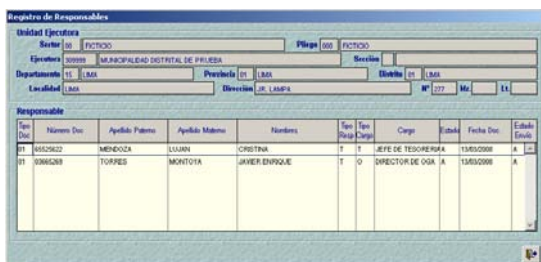 Registro de Responsables
Unidad Ejecutora
Sector 00 FICTICIO Pliego 000 FICTICIO
Ejecutora 309999 MUNICIPALIDAD DISTRITAL DE PRUEBA Sección
Departamento 15 LIMA Provincia 01 LIMA Distrito 01 LIMA
Localidad LIMA Dirección JR. LAMPA Nº 277 Mz. Lt.
Responsable
Tipo Doc Número Doc Apellido Paterno Apellido Materno Nombres Tipo Resp Tipo Cargo Cargo Estado Fecha Doc. Estado Envío
01 MENDOZA LUJAN CRISTINA T T JEFE DE TESORERIA A 13/03/2008 A
01 03665269 TORRES MONTOYA JAVIER ENRIQUE T O DIRECTOR DE OGA A 13/03/2008 A